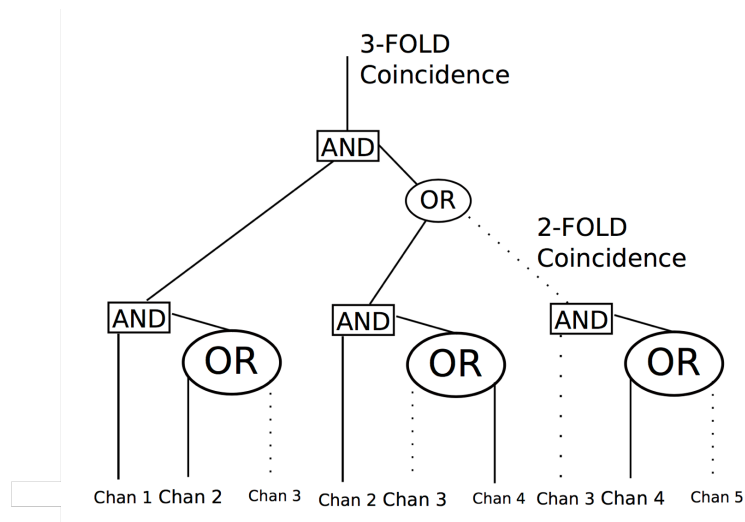 3-FOLD
Coincidence
AND
OR
2-FOLD
Coincidence
AND
AND
AND
OR
OR
OR
Chan 1 Chan 2 Chan 3 Chan 2 Chan 3 Chan 4 Chan 3 Chan 4 Chan 5